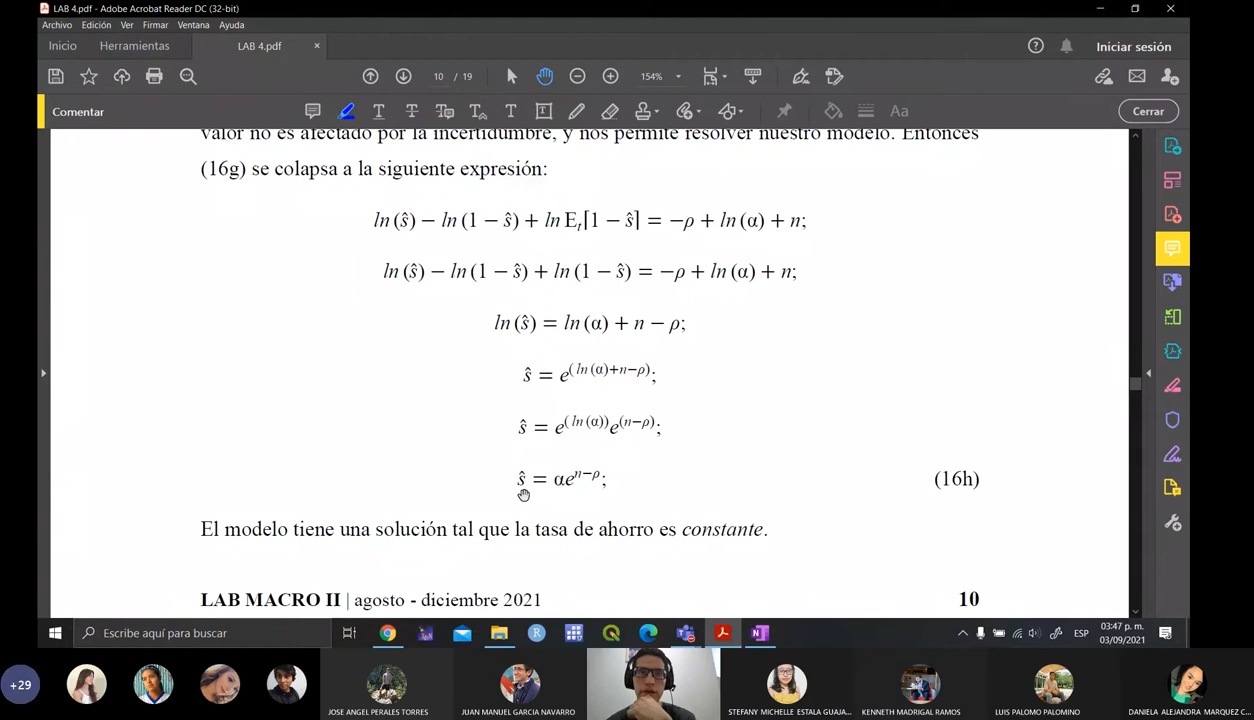 LAB 4.pdf - Adobe Acrobat Reader DC (32-bit)
Archivo Edición Ver Firmar Ventana Ayuda
Inicio Herramientas LAB 4.pdf × Iniciar sesión
10 / 19 154%
Comentar Aa Cerrar
valor no es afectado por la incertidumbre, y nos permite resolver nuestro modelo. Entonces
(16g) se colapsa a la siguiente expresión:
ln (ŝ) − ln (1 − ŝ) + ln Eₜ[1 − ŝ] = −ρ + ln (α) + n;
ln (ŝ) − ln (1 − ŝ) + ln (1 − ŝ) = −ρ + ln (α) + n;
ln (ŝ) = ln (α) + n − ρ;
ŝ = e^( ln (α)+n−ρ);
ŝ = e^( ln (α))e^(n−ρ);
ŝ = αe^n−ρ; (16h)
El modelo tiene una solución tal que la tasa de ahorro es constante.
LAB MACRO II | agosto - diciembre 2021 10
Escribe aquí para buscar ESP 03:47 p. m.
03/09/2021
+29
JOSE ANGEL PERALES TORRES JUAN MANUEL GARCIA NAVARRO STEFANY MICHELLE ESTALA GUAJA... KENNETH MADRIGAL RAMOS LUIS PALOMO PALOMINO DANIELA ALEJANDRA MARQUEZ C...